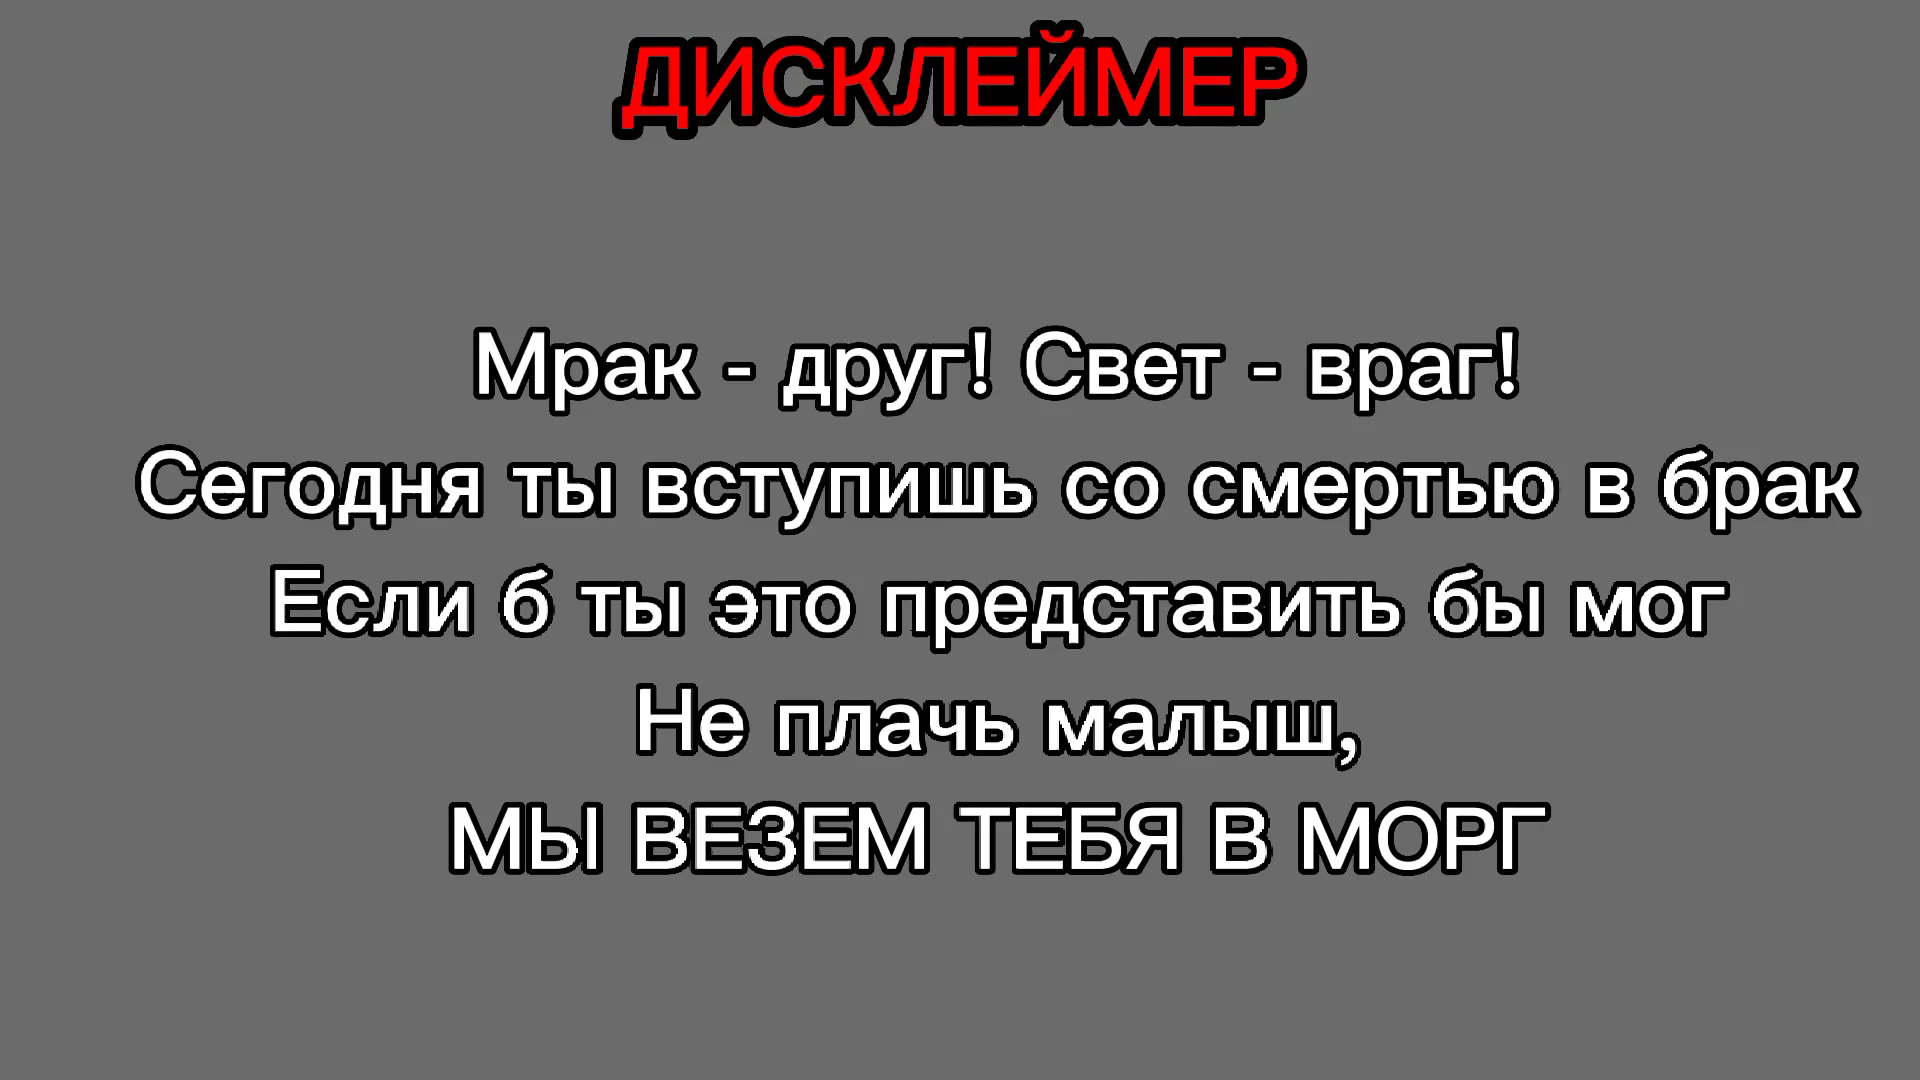 ДИСКЛЕЙМЕР
Мрак - друг! Свет - враг!
Сегодня ты вступишь со смертью в брак
Если б ты это представить бы мог
Не плачь малыш,
МЫ ВЕЗЕМ ТЕБЯ В МОРГ